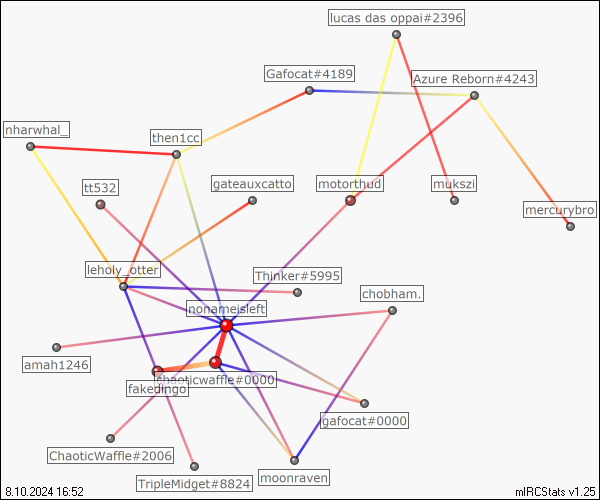 lucas das oppai#2396
Gafocat#4189
Azure Reborn#4243
nharwhal_
then1cc
tt532
gateauxcatto
motorthud
mukszi
mercurybro
leholy_otter
Thinker#5995
chobham.
nonameisleft
amah1246
chaoticwaffle#0000
fakedingo
gafocat#0000
ChaoticWaffle#2006
moonraven
TripleMidget#8824
8.10.2024 16:52
mIRCStats v1.25